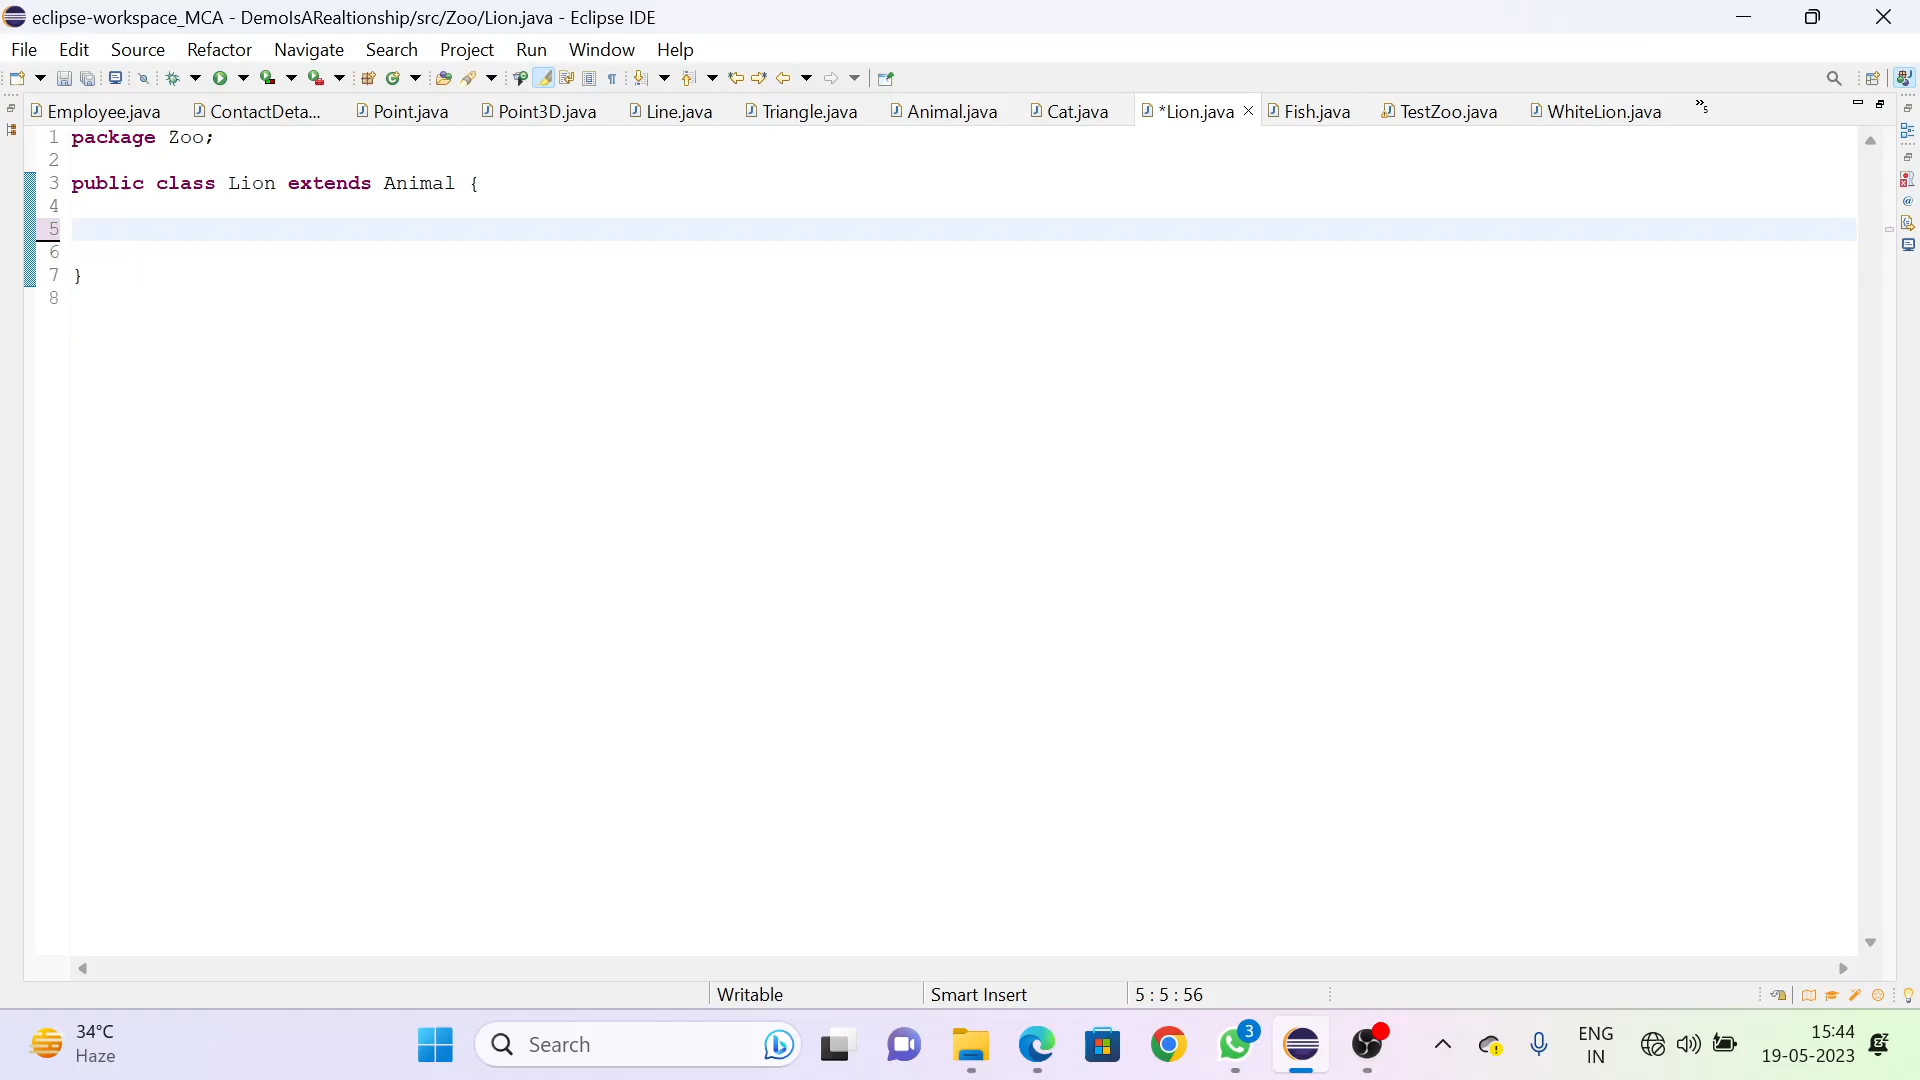 eclipse-workspace_MCA - DemoIsARealtionship/src/Zoo/Lion.java - Eclipse IDE
File Edit Source Refactor Navigate Search Project Run Window Help
Employee.java ContactDeta... Point.java Point3D.java Line.java Triangle.java Animal.java Cat.java *Lion.java Fish.java TestZoo.java WhiteLion.java »5
1 package Zoo;
2
3 public class Lion extends Animal {
4
5
6
7 }
8
Writable Smart Insert 5 : 5 : 56
34°C
Haze
Search
3
ENG
IN
15:44
19-05-2023